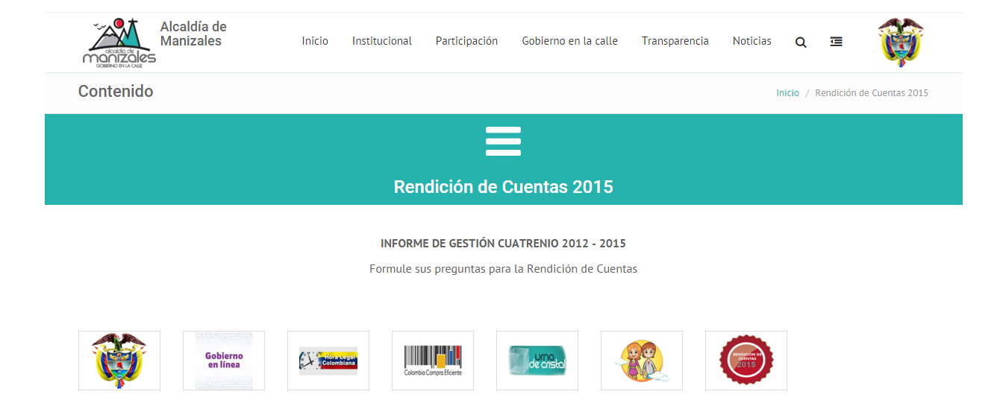 Alcaldía de
Manizales
alcaldía de
manizales
GOBIERNO EN LA CALLE
Inicio Institucional Participación Gobierno en la calle Transparencia Noticias
Contenido
Inicio / Rendición de Cuentas 2015
Rendición de Cuentas 2015
INFORME DE GESTIÓN CUATRENIO 2012 - 2015
Formule sus preguntas para la Rendición de Cuentas
Gobierno
en línea
Hora Legal
Colombiana
Colombia Compra Eficiente
urna
de cristal
RENDICIÓN DE
CUENTAS
2015